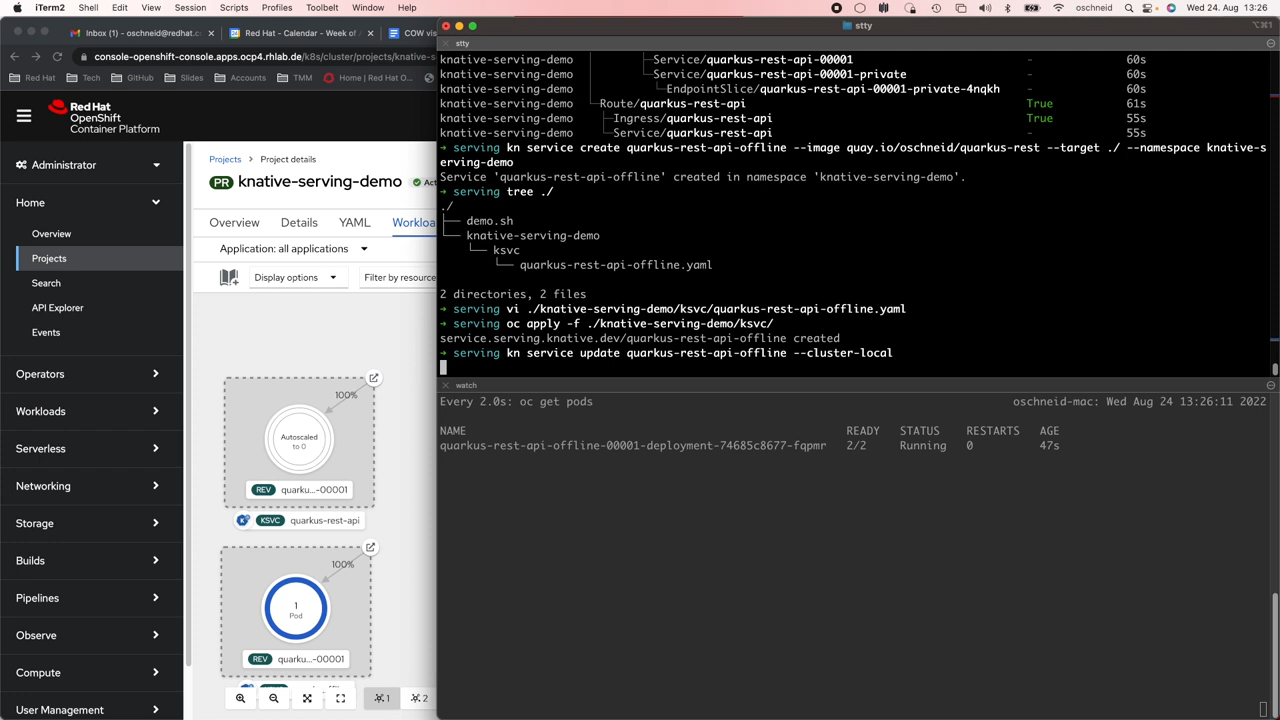 iTerm2 Shell Edit View Session Scripts Profiles Toolbelt Window Help
oschneid Wed 24. Aug 13:26
Inbox (1) - oschneid@redhat.c
Red Hat - Calendar - Week of A
COW vis
console-openshift-console.apps.ocp4.rhlab.de/k8s/cluster/projects/knative-s
Red Hat Tech GitHub Slides Accounts TMM Home | Red Hat O...
Red Hat
OpenShift
Container Platform
Administrator
Home
Overview
Projects
Search
API Explorer
Events
Operators
Workloads
Serverless
Networking
Storage
Builds
Pipelines
Observe
Compute
User Management
Projects Project details
PR knative-serving-demo Act
Overview Details YAML Workloa
Application: all applications
Display options
Filter by resource
100%
Autoscaled
to 0
REV quarku...-00001
KSVC quarkus-rest-api
100%
1
Pod
REV quarku...-00001
1 2
stty
⌥⌘1
stty
knative-serving-demo Service/quarkus-rest-api-00001 - 60s
knative-serving-demo Service/quarkus-rest-api-00001-private - 60s
knative-serving-demo EndpointSlice/quarkus-rest-api-00001-private-4nqkh - 60s
knative-serving-demo Route/quarkus-rest-api True 61s
knative-serving-demo Ingress/quarkus-rest-api True 55s
knative-serving-demo Service/quarkus-rest-api - 55s
→ serving kn service create quarkus-rest-api-offline --image quay.io/oschneid/quarkus-rest --target ./ --namespace knative-s
erving-demo
Service 'quarkus-rest-api-offline' created in namespace 'knative-serving-demo'.
→ serving tree ./
./
├── demo.sh
└── knative-serving-demo
└── ksvc
└── quarkus-rest-api-offline.yaml
2 directories, 2 files
→ serving vi ./knative-serving-demo/ksvc/quarkus-rest-api-offline.yaml
→ serving oc apply -f ./knative-serving-demo/ksvc/
service.serving.knative.dev/quarkus-rest-api-offline created
→ serving kn service update quarkus-rest-api-offline --cluster-local
watch
Every 2.0s: oc get pods oschneid-mac: Wed Aug 24 13:26:11 2022
NAME READY STATUS RESTARTS AGE
quarkus-rest-api-offline-00001-deployment-74685c8677-fqpmr 2/2 Running 0 47s